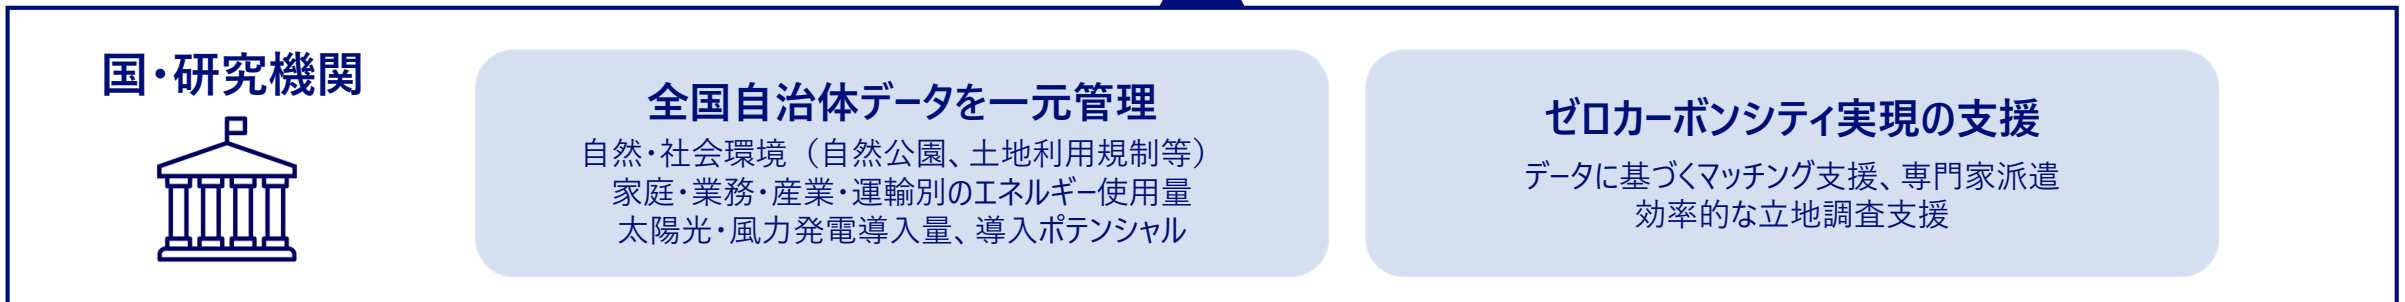 国・研究機関
全国自治体データを一元管理
自然・社会環境（自然公園、土地利用規制等）
家庭・業務・産業・運輸別のエネルギー使用量
太陽光・風力発電導入量、導入ポテンシャル
ゼロカーボンシティ実現の支援
データに基づくマッチング支援、専門家派遣
効率的な立地調査支援